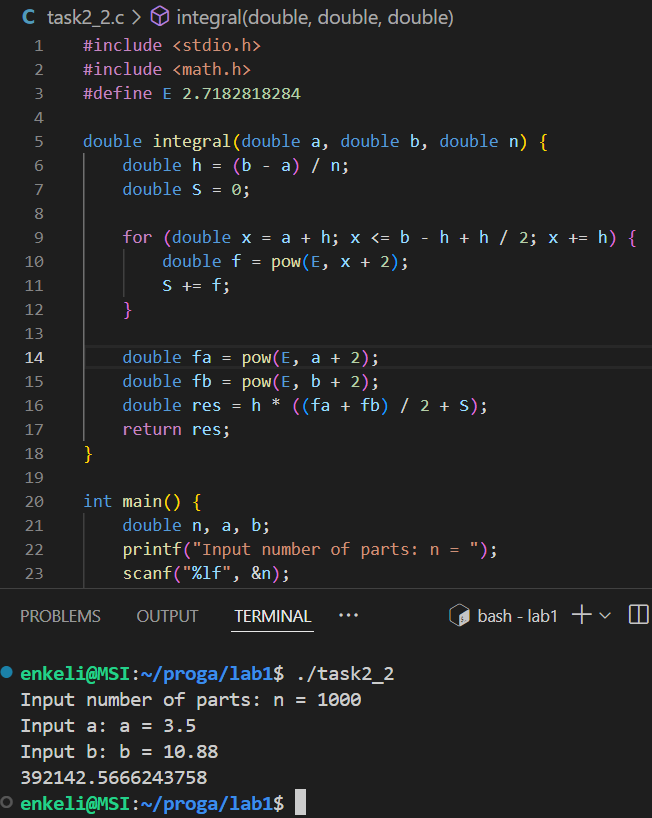 C task2_2.c > integral(double, double, double)
1 #include <stdio.h>
2 #include <math.h>
3 #define E 2.7182818284
4
5 double integral(double a, double b, double n) {
6     double h = (b - a) / n;
7     double S = 0;
8
9     for (double x = a + h; x <= b - h + h / 2; x += h) {
10         double f = pow(E, x + 2);
11         S += f;
12     }
13
14     double fa = pow(E, a + 2);
15     double fb = pow(E, b + 2);
16     double res = h * ((fa + fb) / 2 + S);
17     return res;
18 }
19
20 int main() {
21     double n, a, b;
22     printf("Input number of parts: n = ");
23     scanf("%lf", &n);
PROBLEMS OUTPUT TERMINAL ··· bash - lab1
enkeli@MSI:~/proga/lab1$ ./task2_2
Input number of parts: n = 1000
Input a: a = 3.5
Input b: b = 10.88
392142.5666243758
enkeli@MSI:~/proga/lab1$